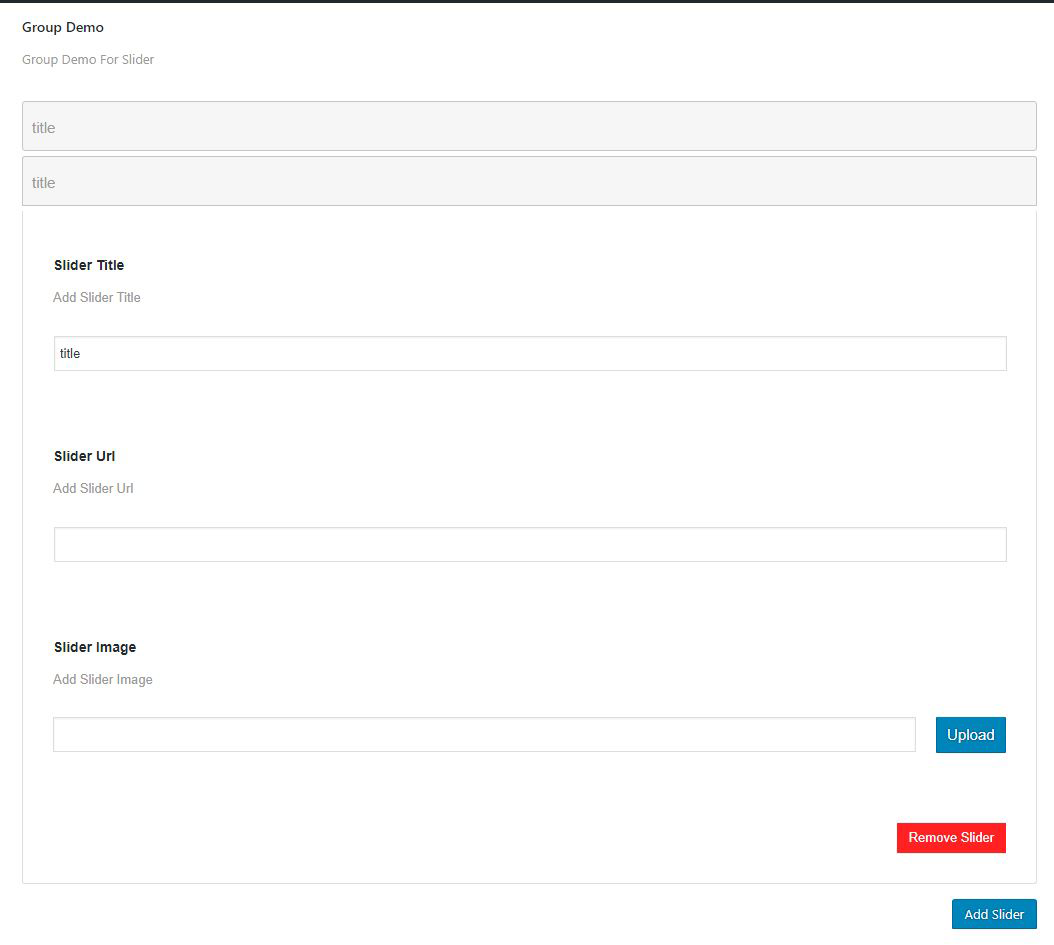 Group Demo
Group Demo For Slider
title
title
Slider Title
Add Slider Title
title
Slider Url
Add Slider Url
Slider Image
Add Slider Image
Upload
Remove Slider
Add Slider